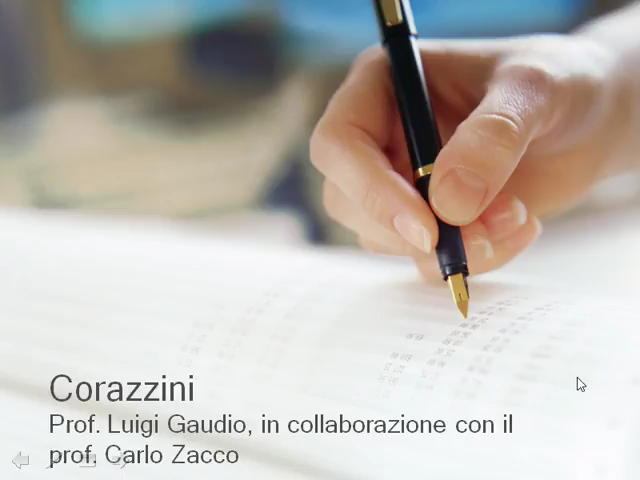 Corazzini
Prof. Luigi Gaudio, in collaborazione con il
prof. Carlo Zacco